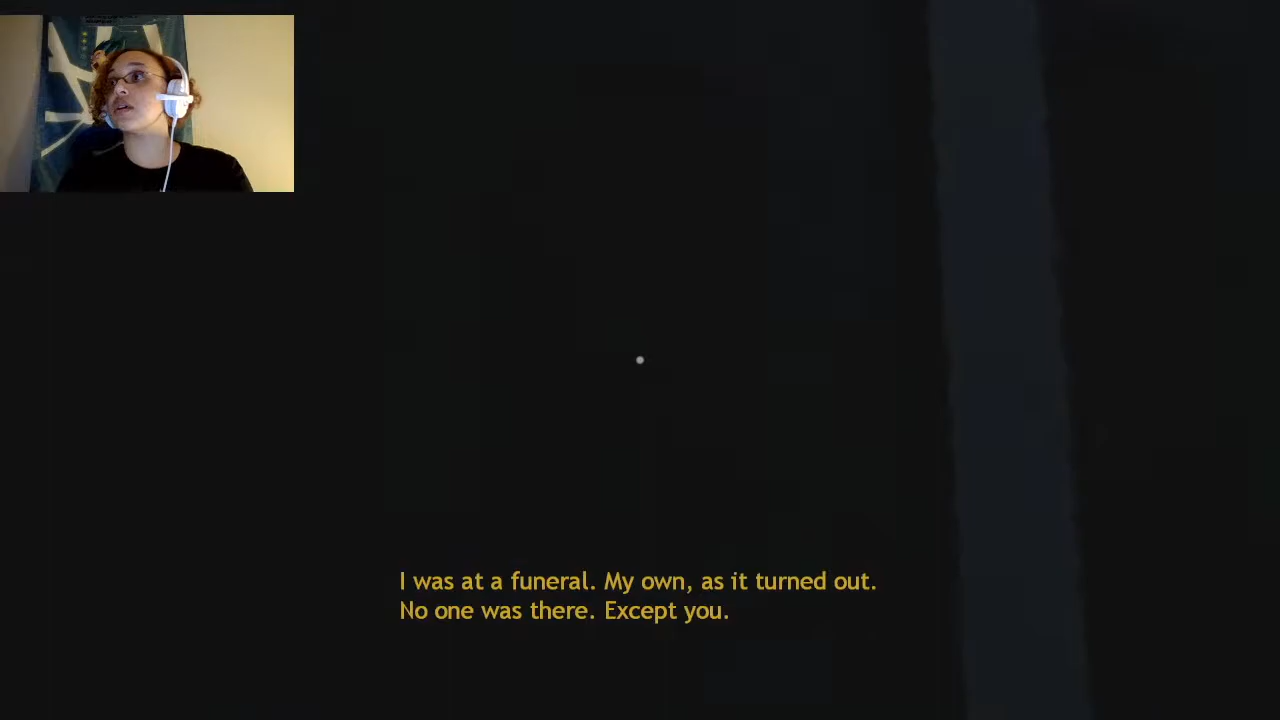 I was at a funeral. My own, as it turned out.
No one was there. Except you.